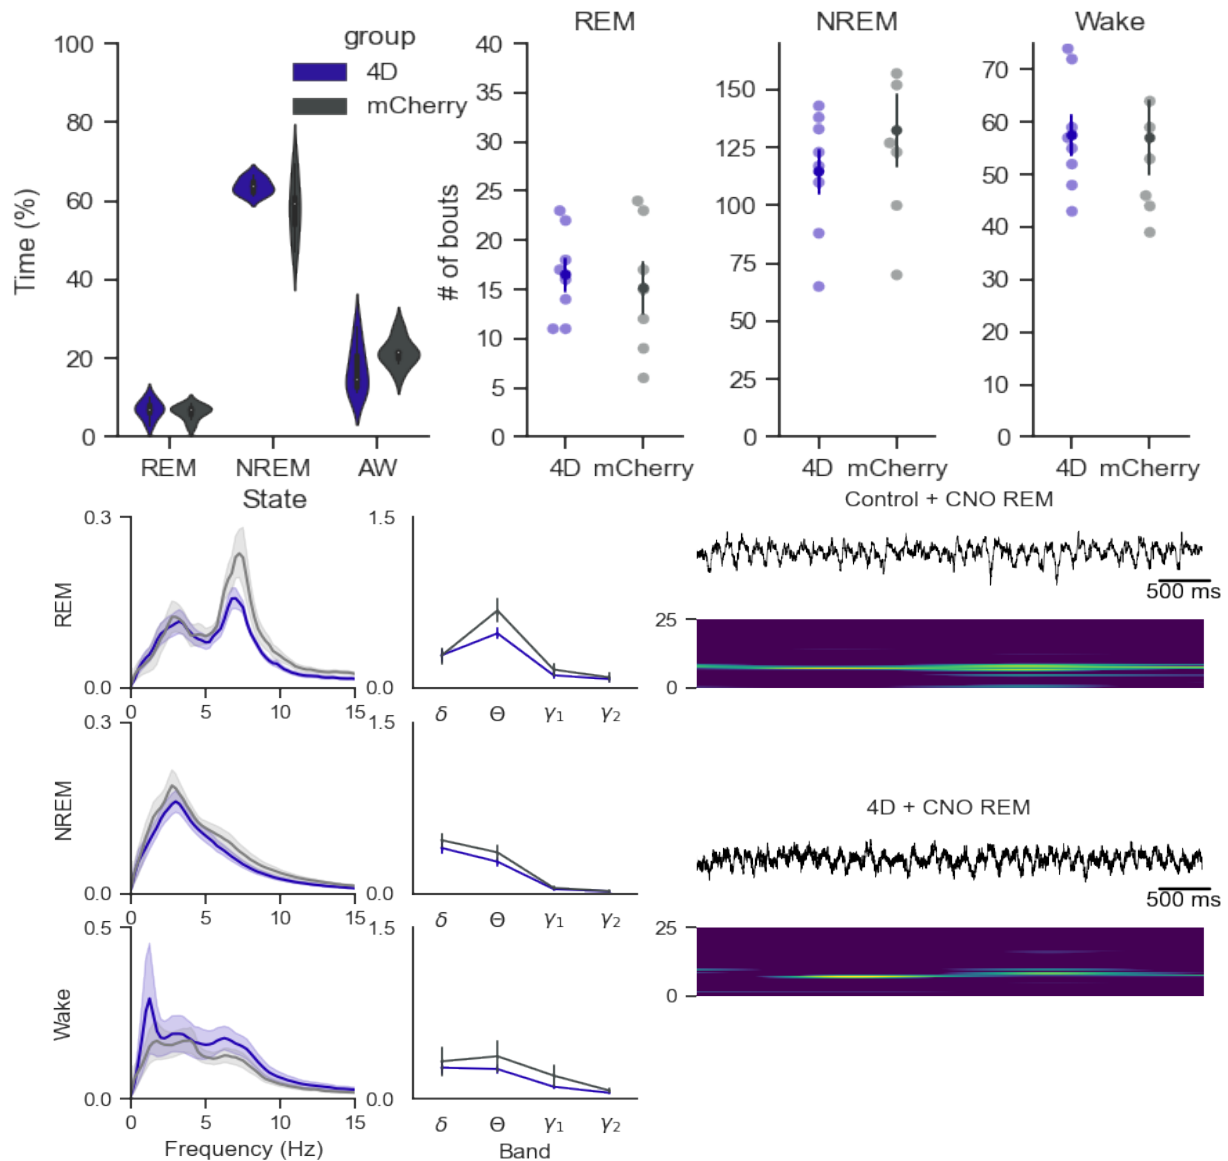 group
4D
mCherry
Time (%)
100
80
60
40
20
0
REM
NREM
AW
State
REM
# of bouts
40
35
30
25
20
15
10
5
0
4D mCherry
NREM
150
125
100
75
50
25
0
4D mCherry
Wake
70
60
50
40
30
20
10
0
4D mCherry
REM
0.3
0.0
0 5 10 15
1.5
0.0
δ Θ γ₁ γ₂
Control + CNO REM
500 ms
25
0
NREM
0.3
0.0
0 5 10 15
1.5
0.0
δ Θ γ₁ γ₂
4D + CNO REM
500 ms
25
0
Wake
0.5
0.0
0 5 10 15
Frequency (Hz)
1.5
0.0
δ Θ γ₁ γ₂
Band